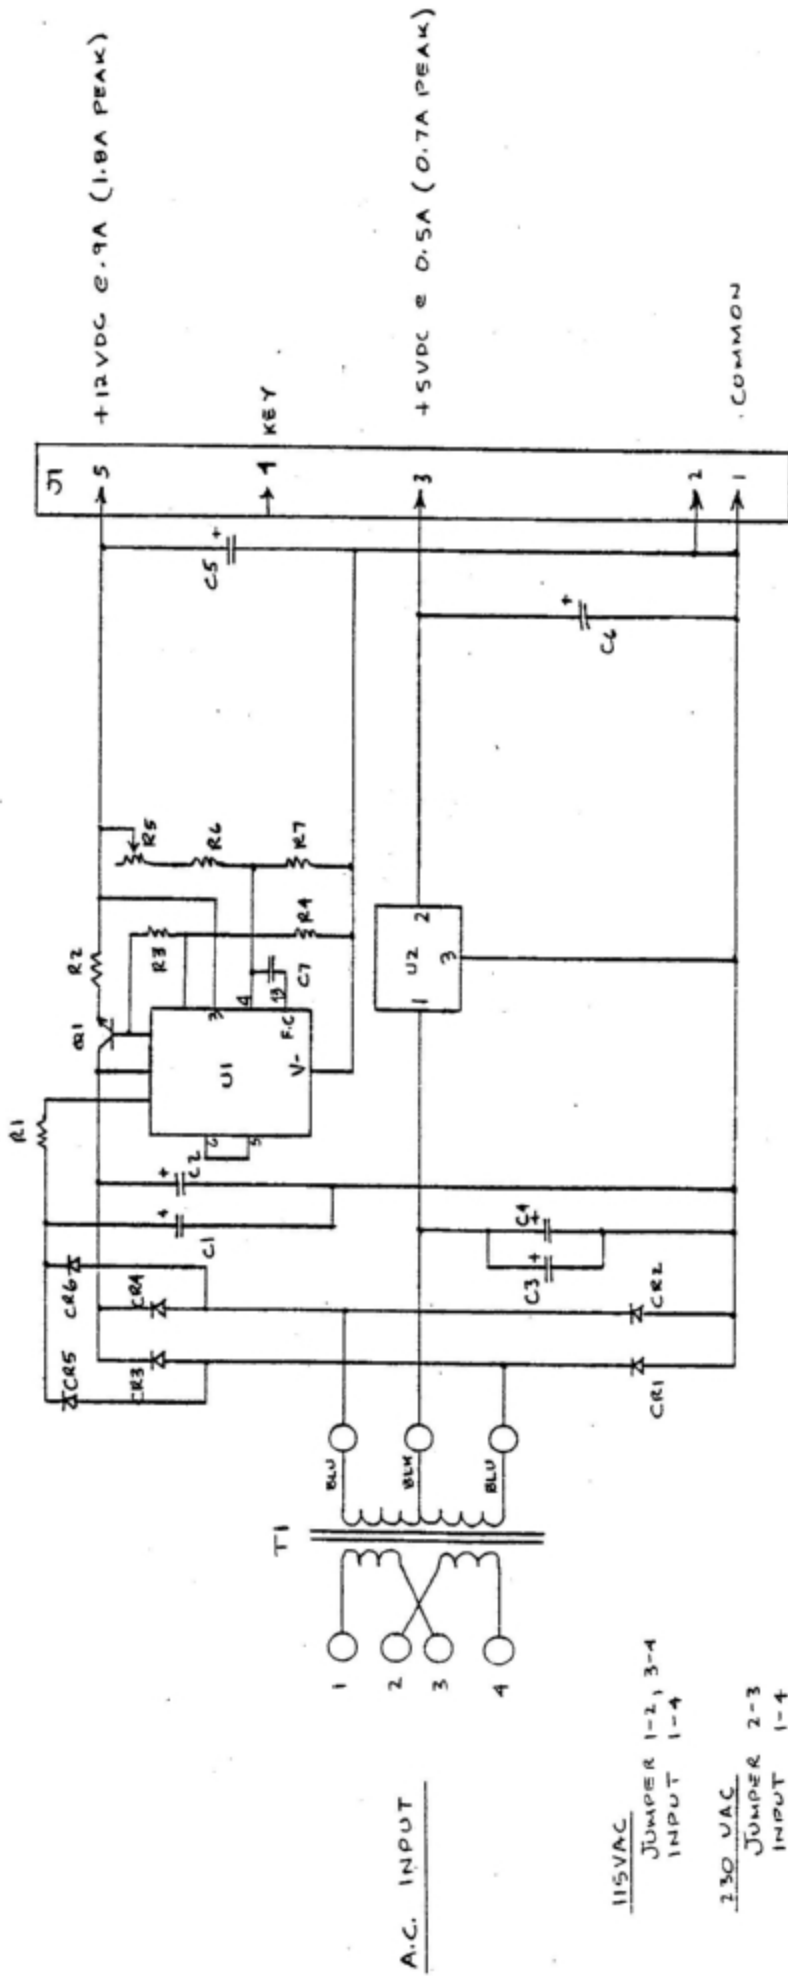 +12VDC @ .9A (1.8A PEAK)
J1
5
4
KEY
3
+5VDC @ 0.5A (0.7A PEAK)
2
1
COMMON
C5
+
C6
+
R5
R6
R7
R2
R3
R4
Q1
3
4
13
F.C
C7
U1
V-
6
5
R1
1
U2
2
3
C2
+
C1
+
C4
+
C3
+
CR6
CR4
CR5
CR3
CR2
CR1
BLU
BLK
BLU
T1
1
2
3
4
A.C. INPUT
115VAC
JUMPER 1-2, 3-4
INPUT 1-4
230 VAC
JUMPER 2-3
INPUT 1-4